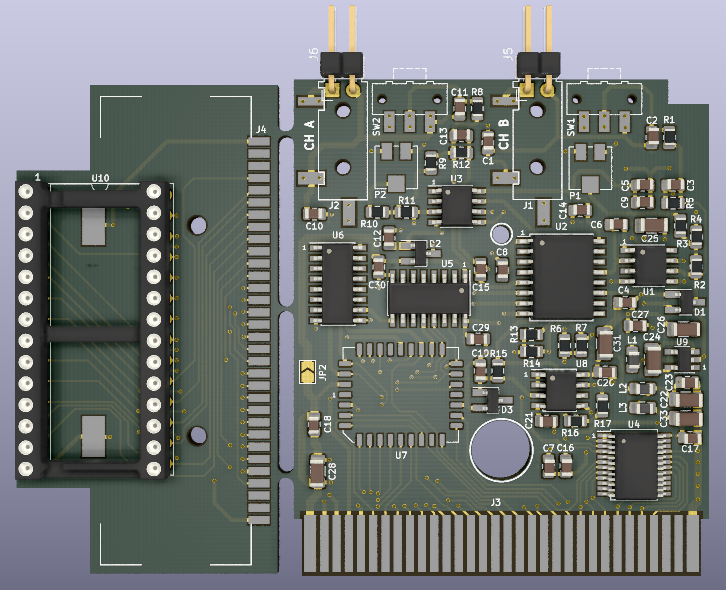 J6
J5
C11 R8
SW2
SW1
C2 R1
CH A
CH B
C13
R12
C1
R9
J4
1
U10
P2
U3
P1
C5
C3
C9
R5
J2
R10
R11
J1
C14
C10
C6
C25
R4
R3
U6
C12
U5
C8
U2
1
1
C30
C15
U1
R2
C4
D1
C29
R13
R6
R7
C31
C27
C26
L1
C24
U9
R14
JP2
R15
U8
C23
L2
C22
L3
C33
C18
U7
D3
C21
R16
R17
U4
C17
C7 C16
C28
J3